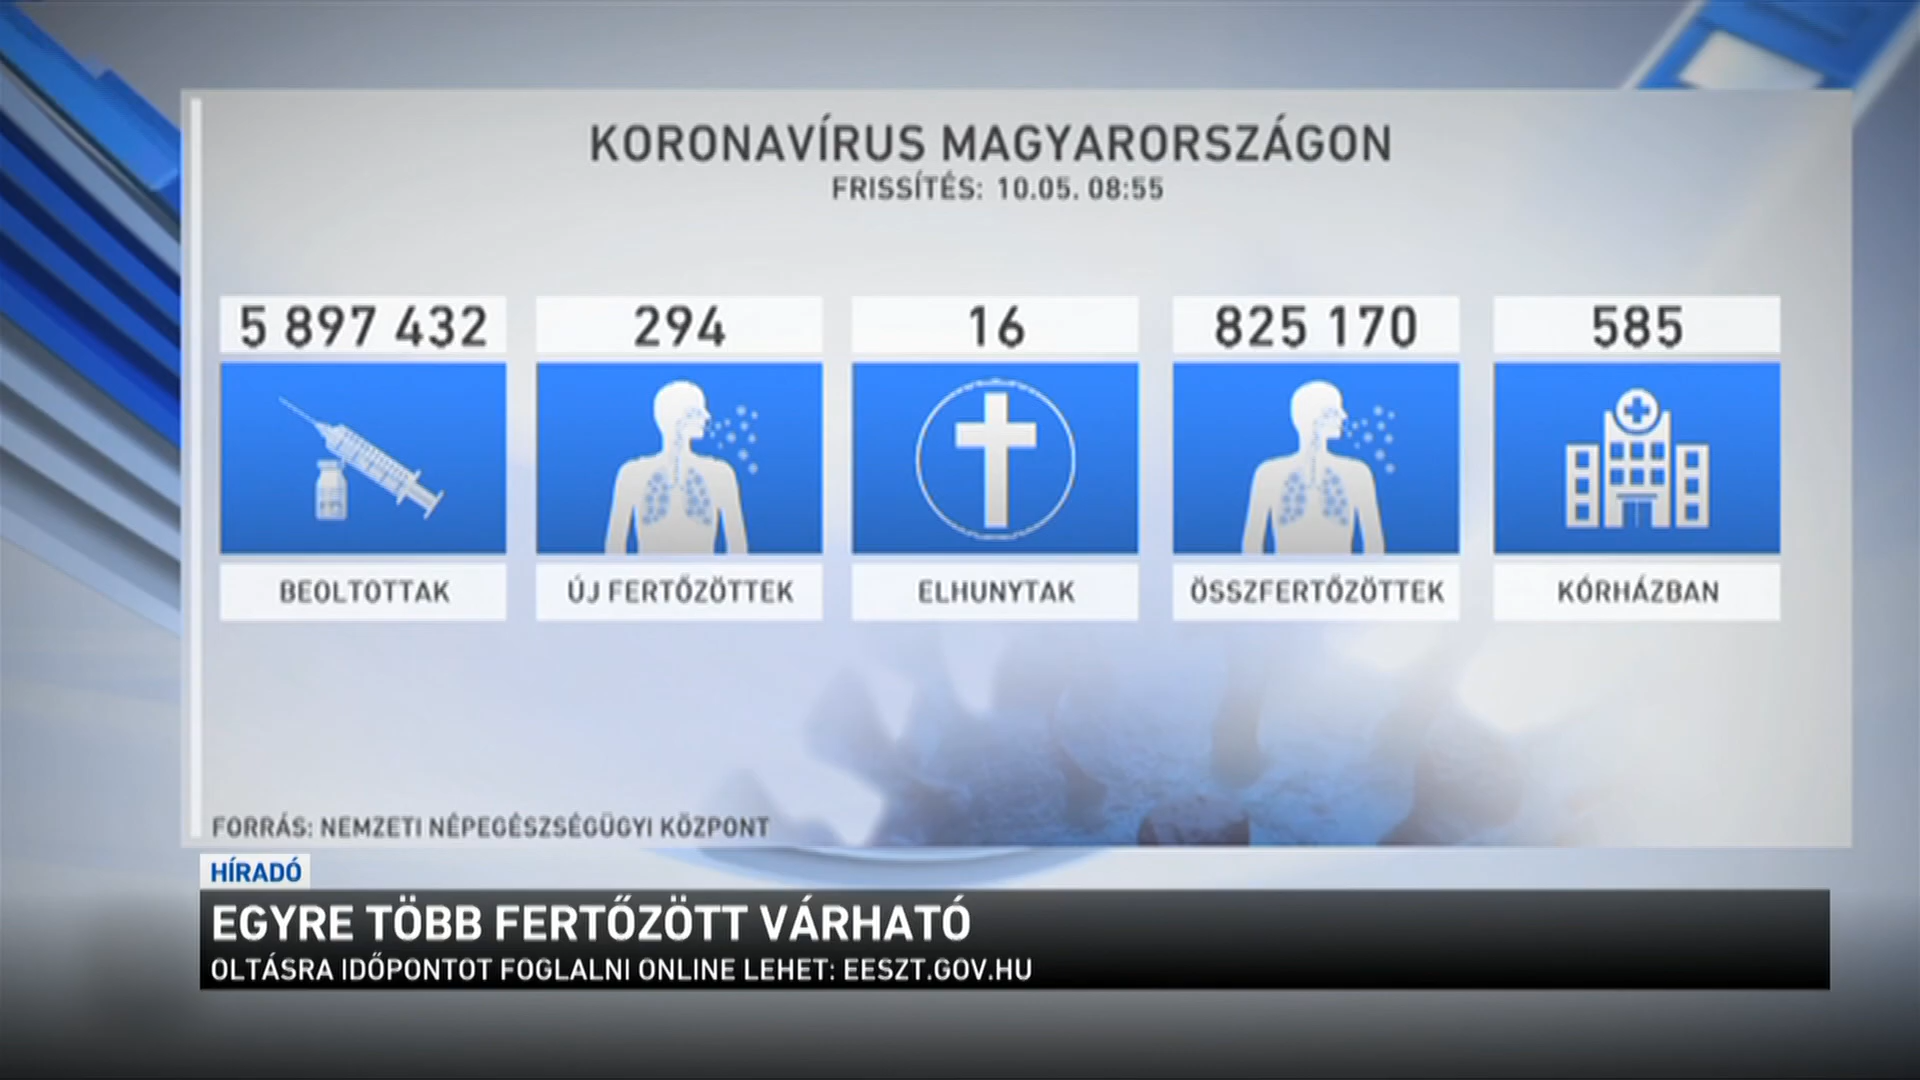 KORONAVÍRUS MAGYARORSZÁGON
FRISSÍTÉS: 10.05. 08:55
5 897 432
294
16
825 170
585
BEOLTOTTAK
ÚJ FERTŐZÖTTEK
ELHUNYTAK
ÖSSZFERTŐZÖTTEK
KÓRHÁZBAN
FORRÁS: NEMZETI NÉPEGÉSZSÉGÜGYI KÖZPONT
HÍRADÓ
EGYRE TÖBB FERTŐZÖTT VÁRHATÓ
OLTÁSRA IDŐPONTOT FOGLALNI ONLINE LEHET: EESZT.GOV.HU